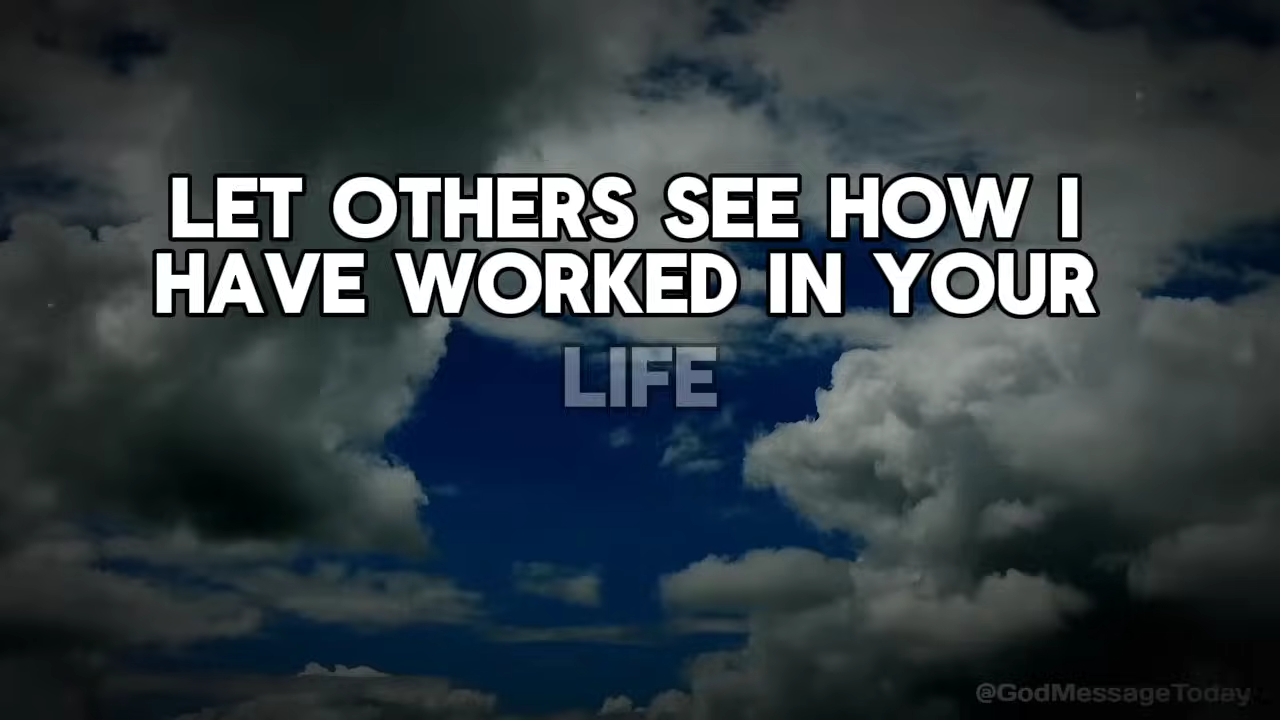 LET OTHERS SEE HOW I
HAVE WORKED IN YOUR
LIFE
@GodMessageToday